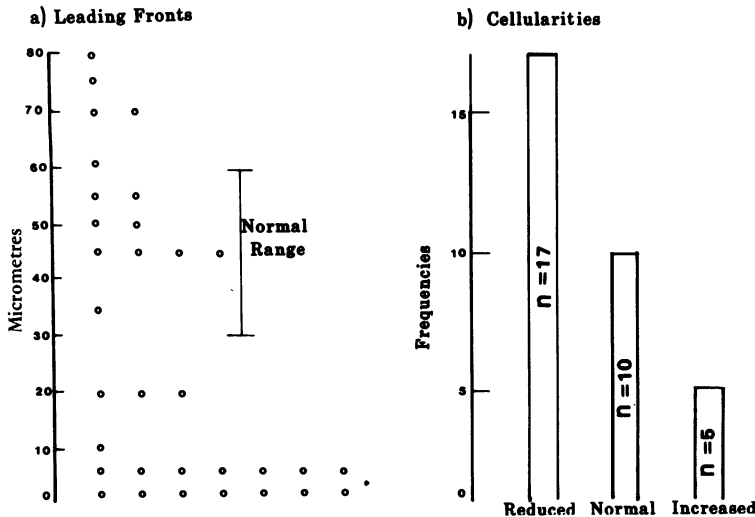 a) Leading Fronts
80
70
60
50
40
30
20
10
0
Micrometres
Normal
Range
b) Cellularities
15
10
5
0
Frequencies
n =17
n =10
n =
Reduced Normal Increased